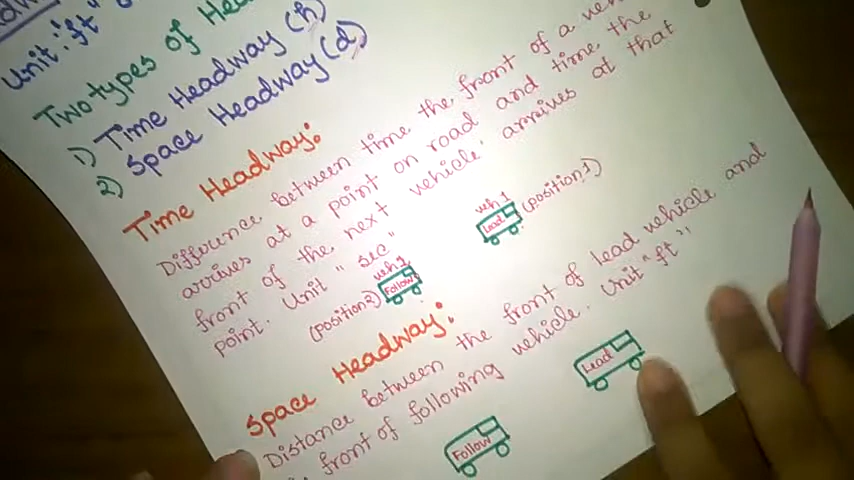 Unit: "ft"
Two types of Hea
1) Time Headway (h)
2) Space Headway (d)
Time Headway:
Difference between time the front of a veh
arrives at a point on road and time the
front of the next vehicle arrives at that
point. Unit "sec"
veh 1
Lead
(position 1)
veh 1
Follow
(position 2)
Space Headway:
Distance between the front of lead vehicle and
front of following vehicle. Unit "ft"
Lead
Follow